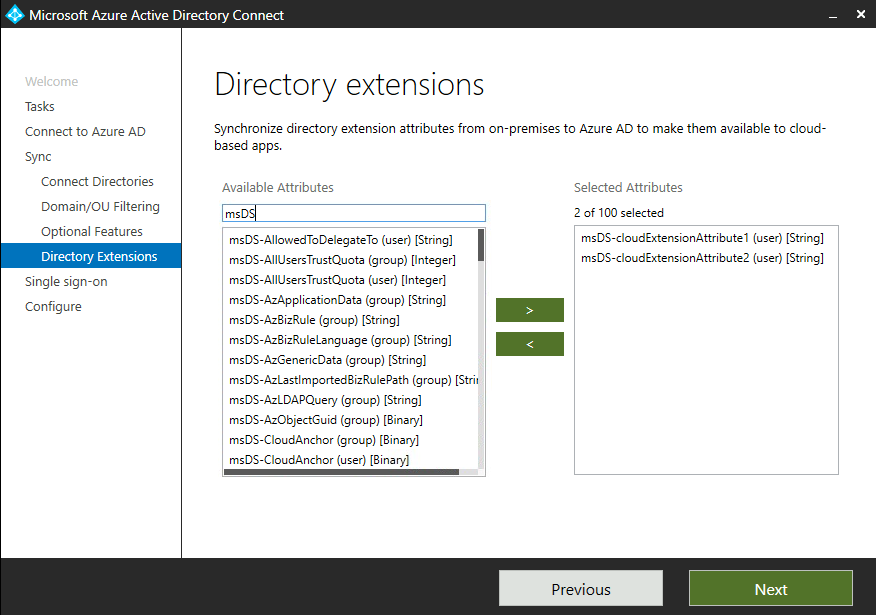 Microsoft Azure Active Directory Connect
Welcome
Tasks
Connect to Azure AD
Sync
Connect Directories
Domain/OU Filtering
Optional Features
Directory Extensions
Single sign-on
Configure
Directory extensions
Synchronize directory extension attributes from on-premises to Azure AD to make them available to cloud-
based apps.
Available Attributes
msDS
msDS-AllowedToDelegateTo (user) [String]
msDS-AllUsersTrustQuota (group) [Integer]
msDS-AllUsersTrustQuota (user) [Integer]
msDS-AzApplicationData (group) [String]
msDS-AzBizRule (group) [String]
msDS-AzBizRuleLanguage (group) [String]
msDS-AzGenericData (group) [String]
msDS-AzLastImportedBizRulePath (group) [Stri
msDS-AzLDAPQuery (group) [String]
msDS-AzObjectGuid (group) [Binary]
msDS-CloudAnchor (group) [Binary]
msDS-CloudAnchor (user) [Binary]
>
<
Selected Attributes
2 of 100 selected
msDS-cloudExtensionAttribute1 (user) [String]
msDS-cloudExtensionAttribute2 (user) [String]
Previous
Next